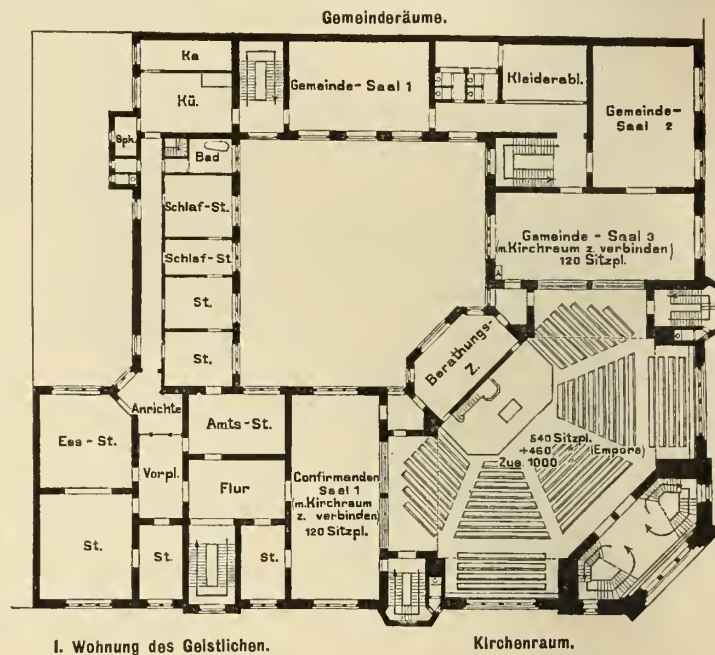 Gemeinderäume.
Ka
Kü.
Gemeinde-Saal 1
Kleiderabl.
Gemeinde-
Saal 2
Spk.
Bad
Schlaf-St.
Schlaf-St
St.
St.
Gemeinde-Saal 3
(m. Kirchraum z. verbinden)
120 Sitzpl.
Berathungs-
Z.
Anrichte
Ess-St.
Amts-St.
Vorpl.
Flur
St.
St.
St.
Confirmanden
Saal 1
(m. Kirchraum
z. verbinden)
120 Sitzpl.
540 Sitzpl.
+460 " (Empore)
Zus. 1000
I. Wohnung des Geistlichen.
Kirchenraum.